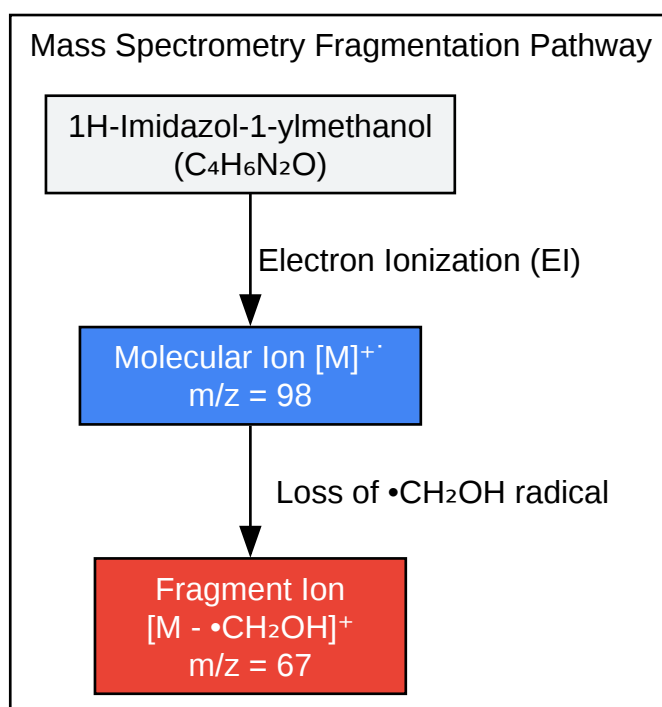 Mass Spectrometry Fragmentation Pathway
1H-Imidazol-1-ylmethanol
(C₄H₆N₂O)
Electron Ionization (EI)
Molecular Ion [M]⁺˙
m/z = 98
Loss of •CH₂OH radical
Fragment Ion
[M - •CH₂OH]⁺
m/z = 67